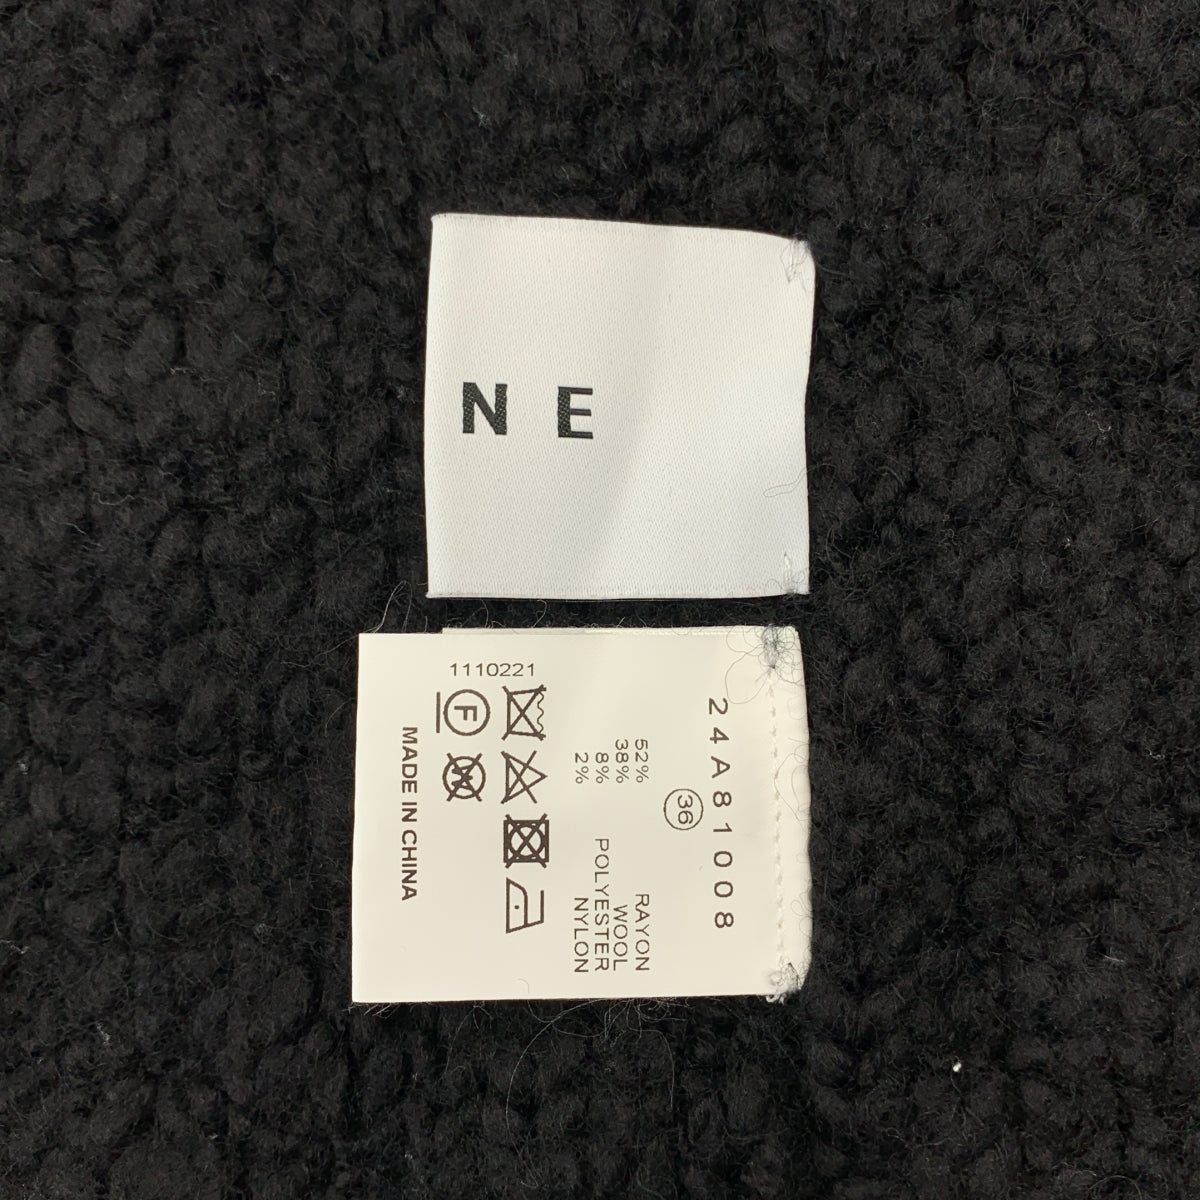 N E
24A81008
36
52% RAYON
38% WOOL
8% POLYESTER
2% NYLON
F
W
1110221
MADE IN CHINA